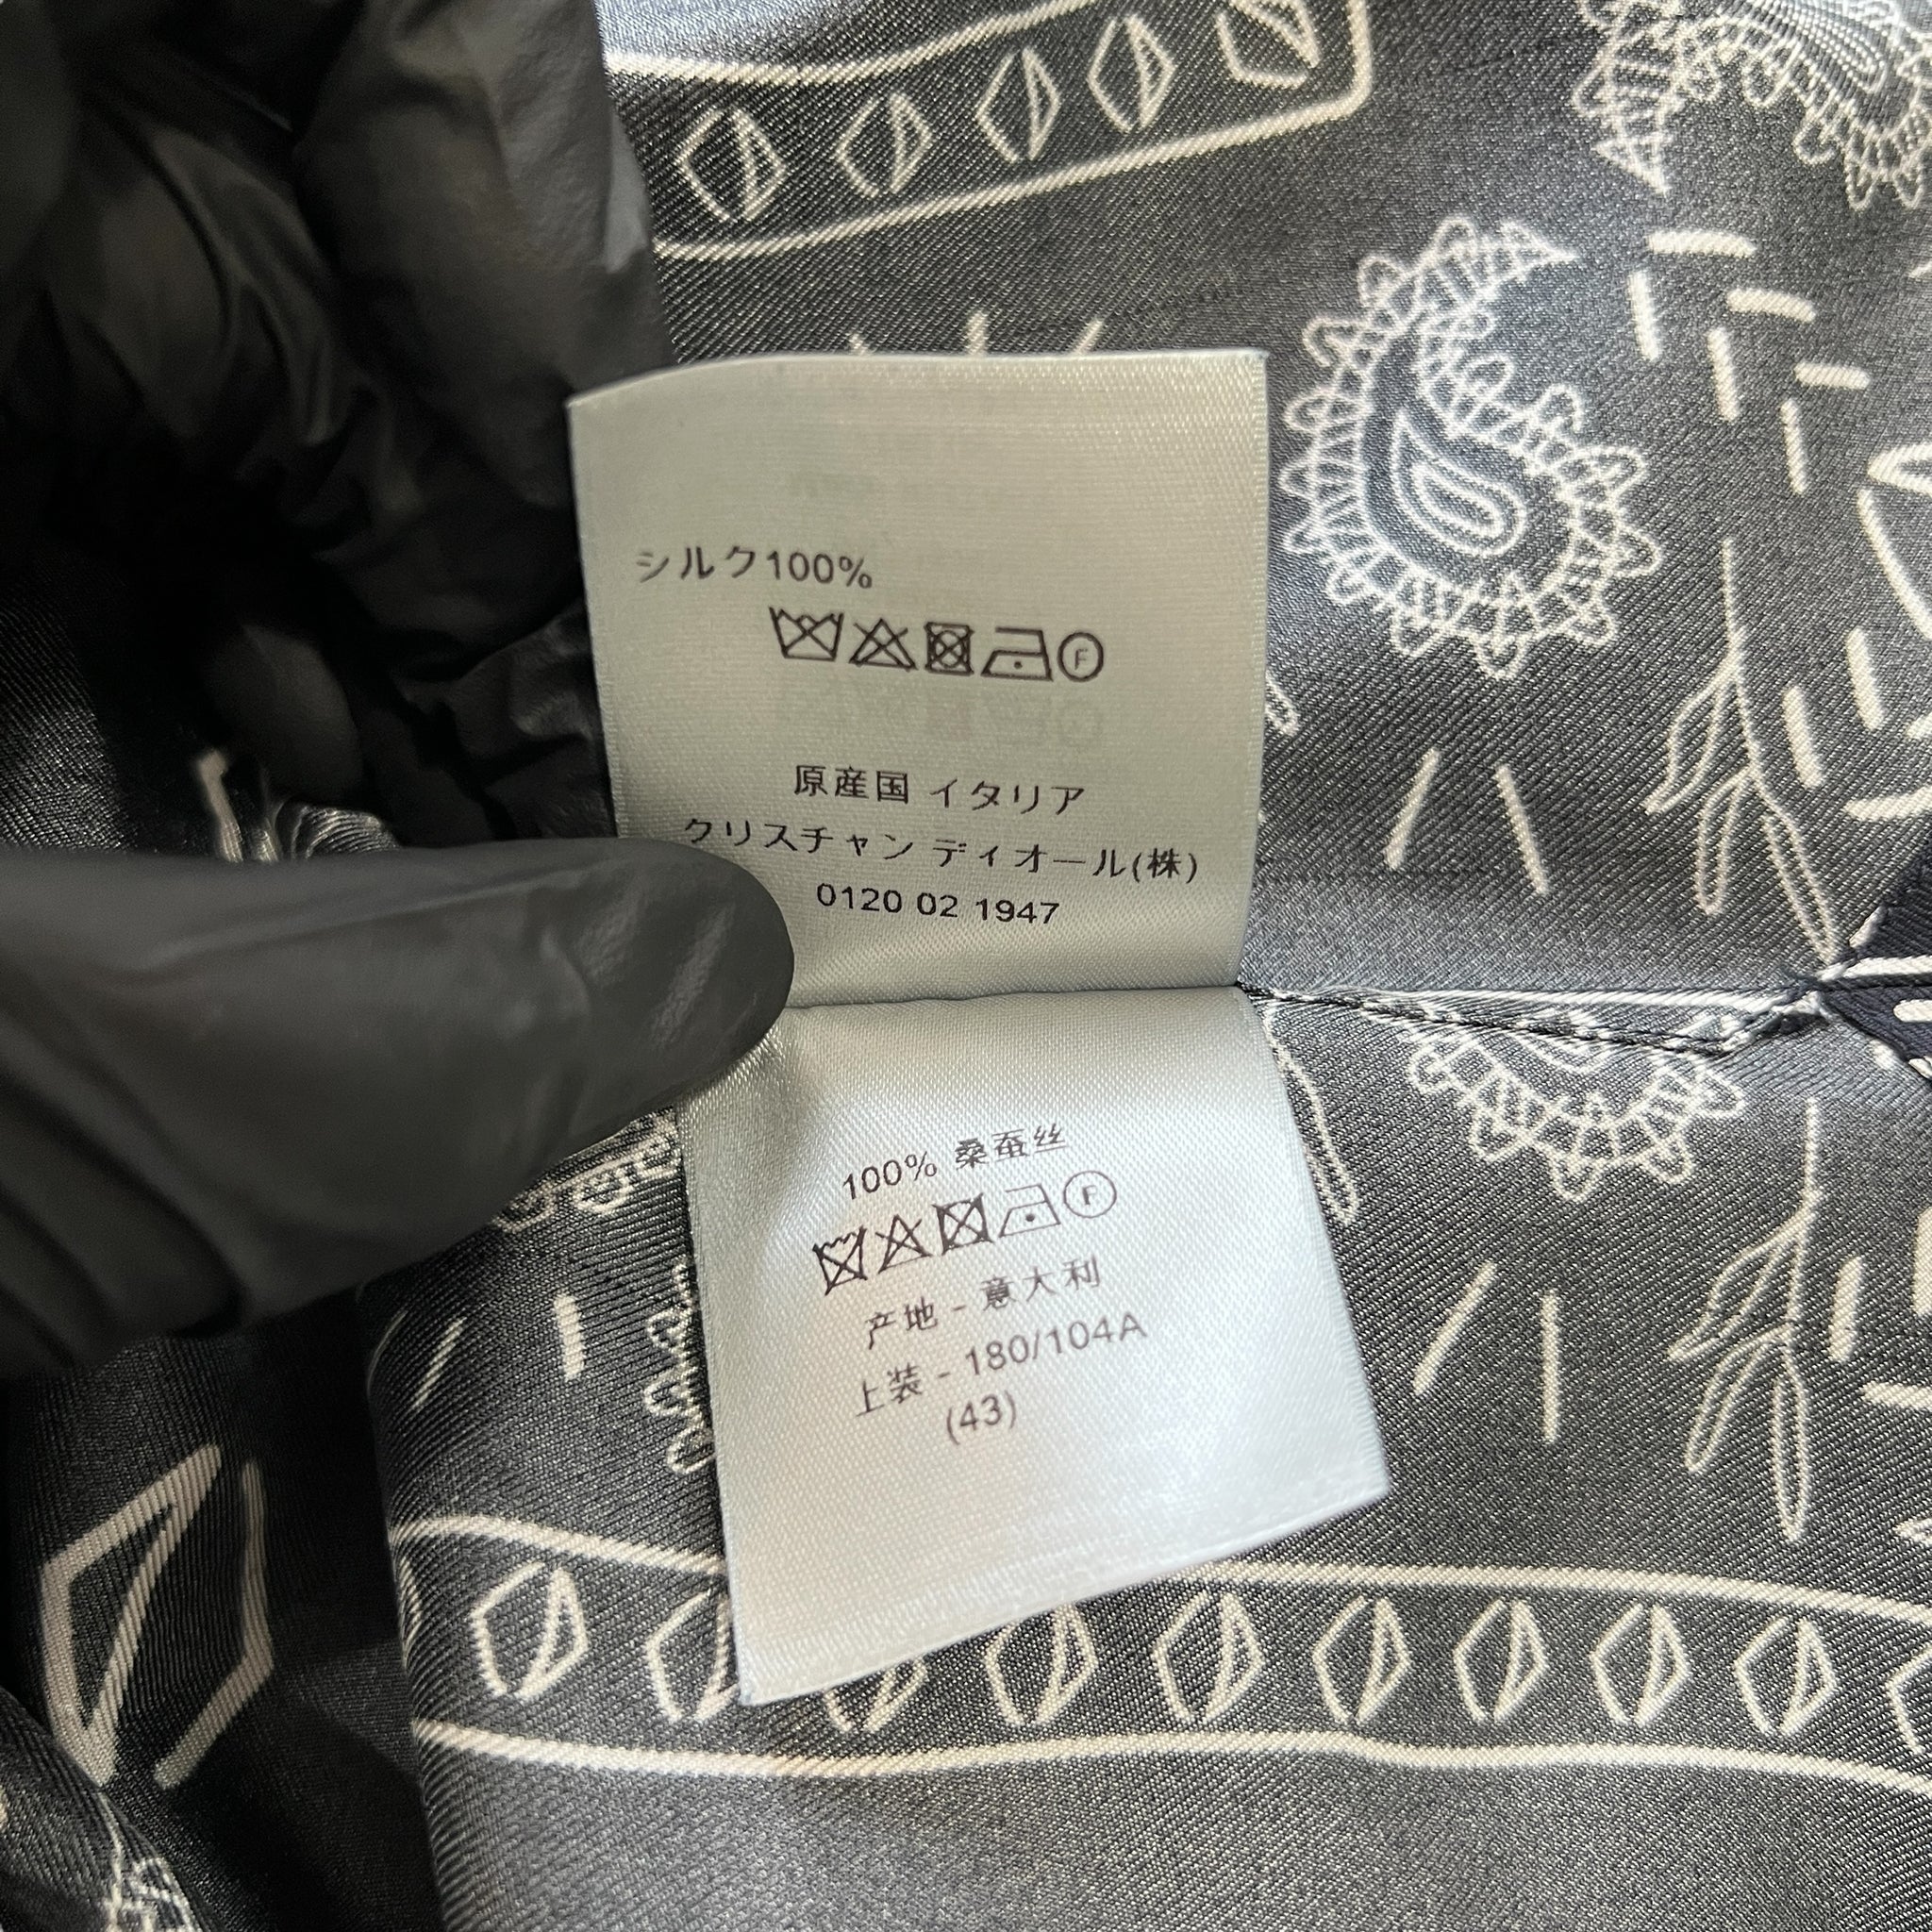 シルク100%
F
原産国 イタリア
クリスチャン ディオール(株)
0120 02 1947
100% 桑蚕丝
F
产地 - 意大利
上装 - 180/104A
(43)